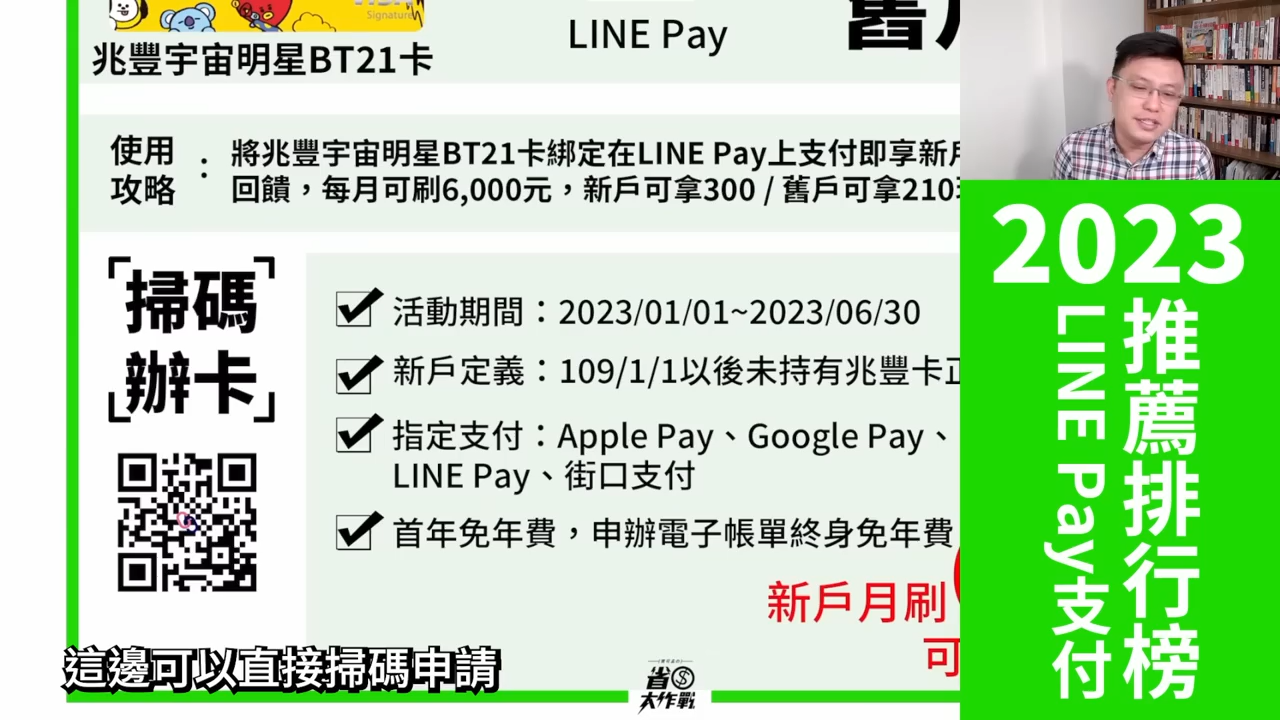 Signature
兆豐宇宙明星BT21卡
LINE Pay
使用攻略：
將兆豐宇宙明星BT21卡綁定在LINE Pay上支付即享新
回饋，每月可刷6,000元，新戶可拿300 / 舊戶可拿210
掃碼
辦卡
活動期間：2023/01/01~2023/06/30
新戶定義：109/1/1以後未持有兆豐卡正
指定支付：Apple Pay、Google Pay、
LINE Pay、街口支付
首年免年費，申辦電子帳單終身免年費
新戶月刷
可
這邊可以直接掃碼申請
省
大作戰
2023
推薦排行榜
LINE Pay支付